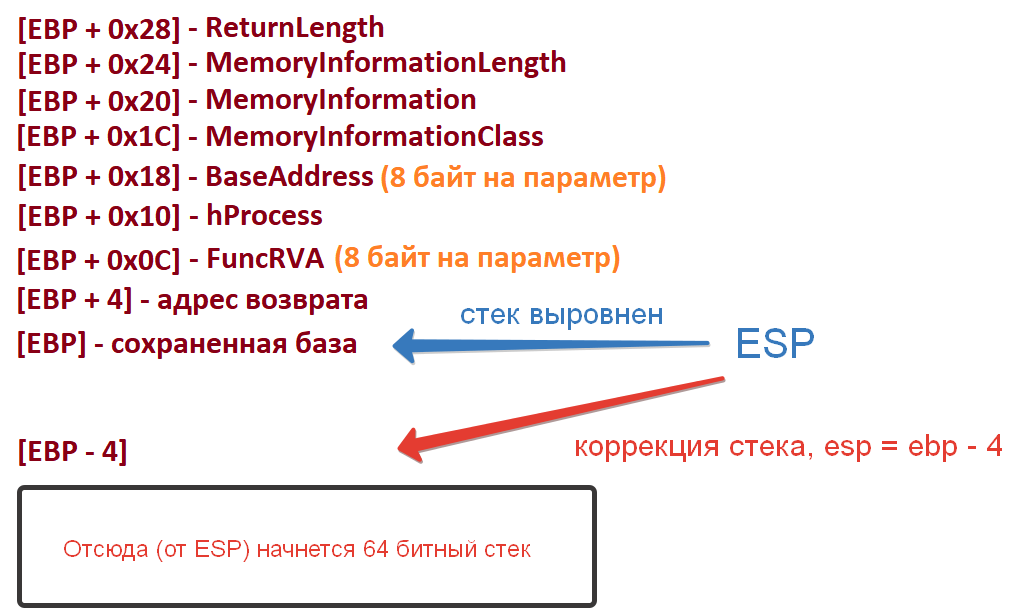 [EBP + 0x28] - ReturnLength
[EBP + 0x24] - MemoryInformationLength
[EBP + 0x20] - MemoryInformation
[EBP + 0x1C] - MemoryInformationClass
[EBP + 0x18] - BaseAddress (8 байт на параметр)
[EBP + 0x10] - hProcess
[EBP + 0x0C] - FuncRVA (8 байт на параметр)
[EBP + 4] - адрес возврата
стек выровнен
[EBP] - сохраненная база
ESP
[EBP - 4]
коррекция стека, esp = ebp - 4
Отсюда (от ESP) начнется 64 битный стек